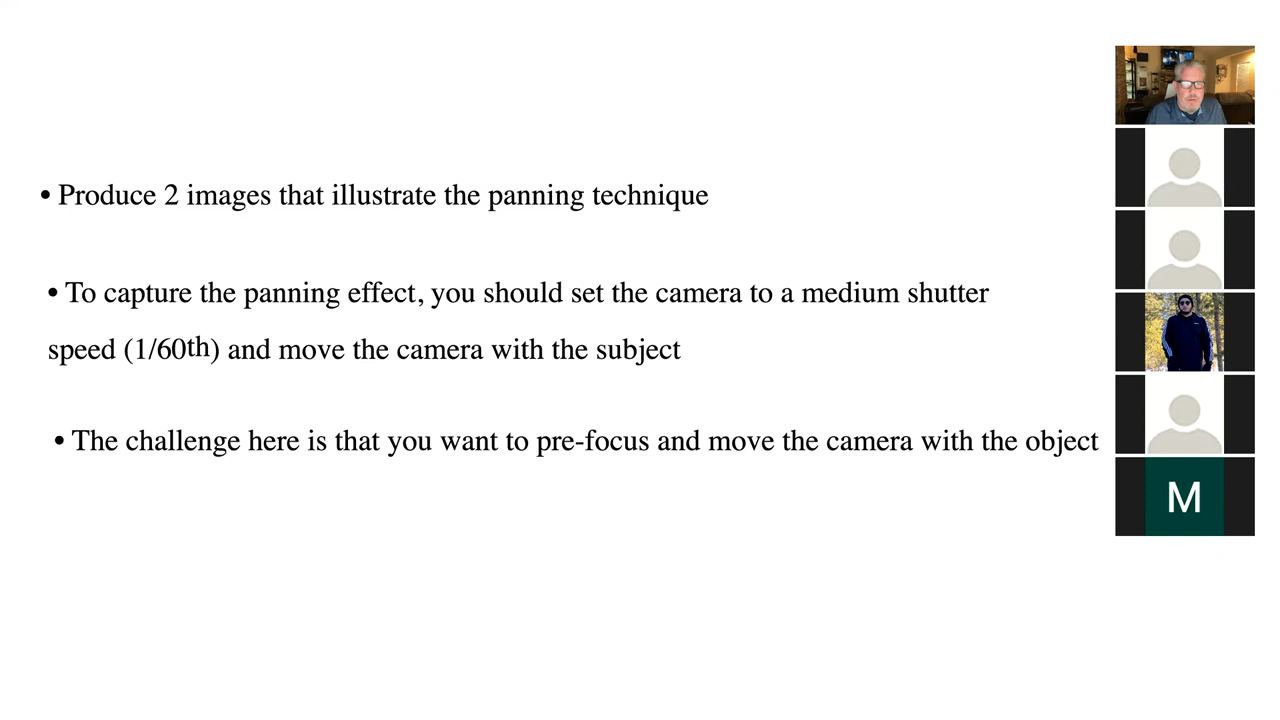 • Produce 2 images that illustrate the panning technique
• To capture the panning effect, you should set the camera to a medium shutter
speed (1/60th) and move the camera with the subject
• The challenge here is that you want to pre-focus and move the camera with the object
M